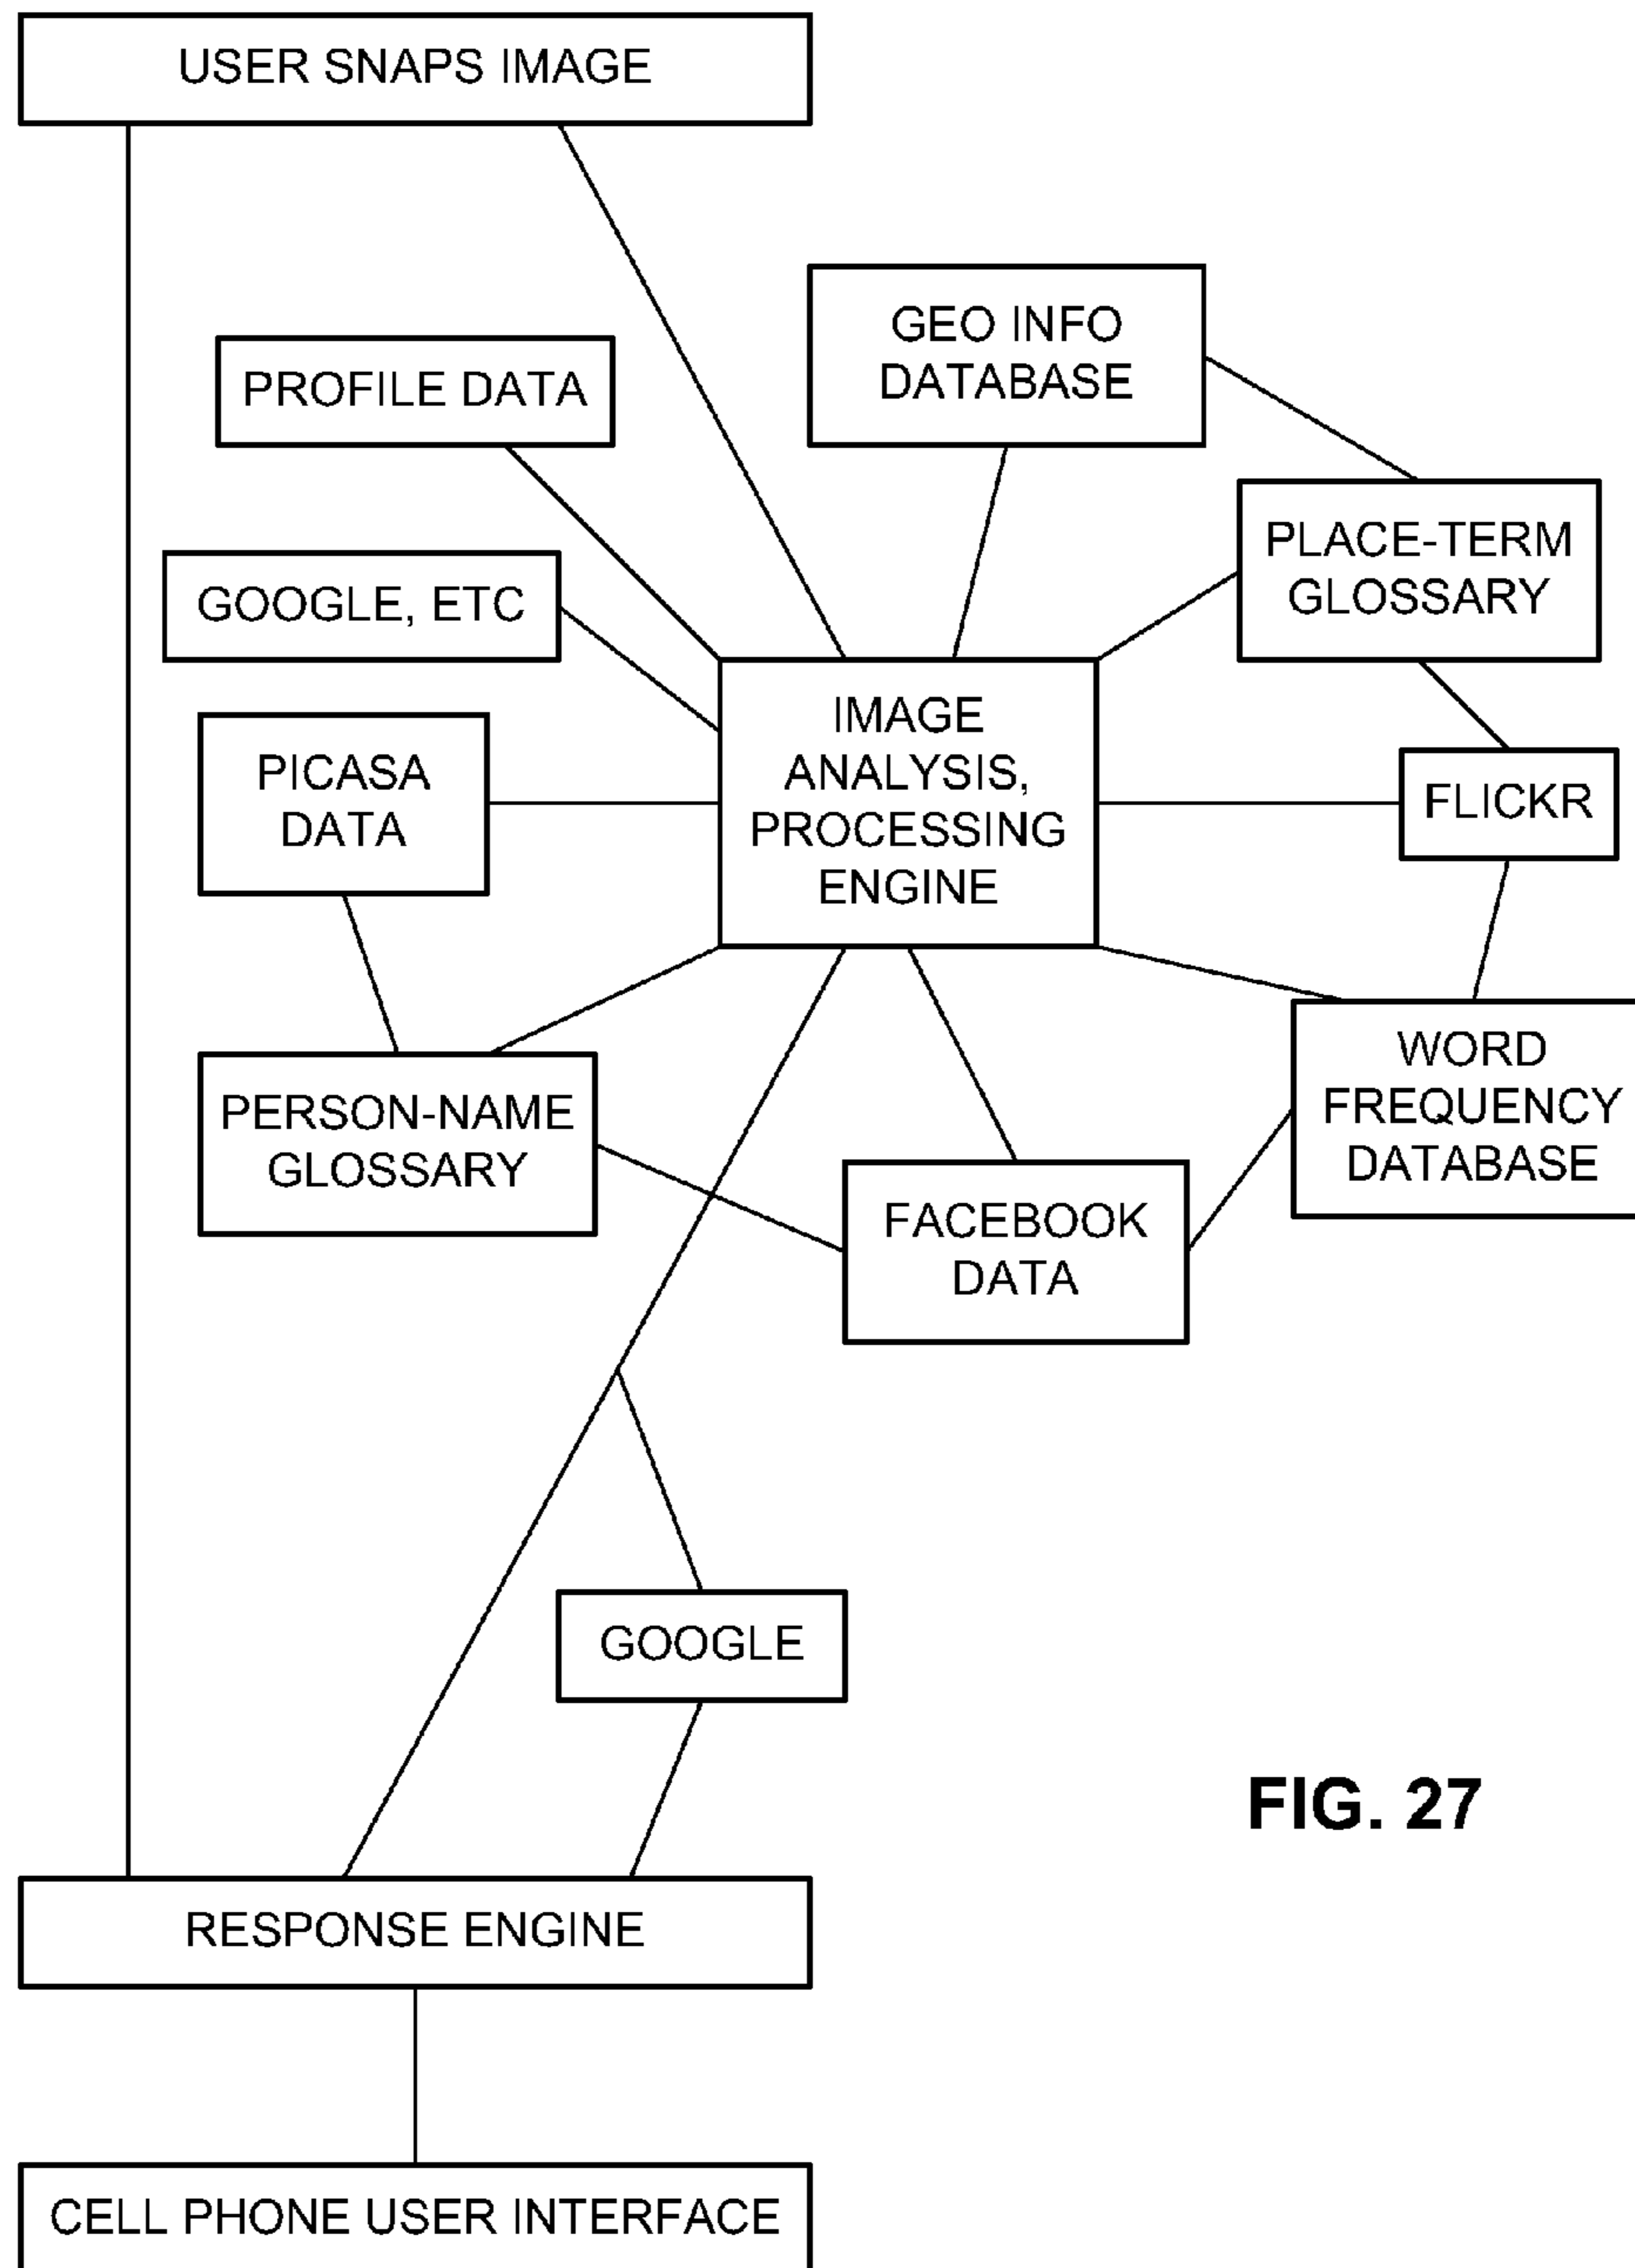 USER SNAPS IMAGE
GEO INFO
DATABASE
PROFILE DATA
PLACE-TERM
GLOSSARY
GOOGLE, ETC
IMAGE
ANALYSIS,
PROCESSING
ENGINE
PICASA
DATA
FLICKR
WORD
FREQUENCY
DATABASE
PERSON-NAME
GLOSSARY
FACEBOOK
DATA
GOOGLE
FIG. 27
RESPONSE ENGINE
CELL PHONE USER INTERFACE